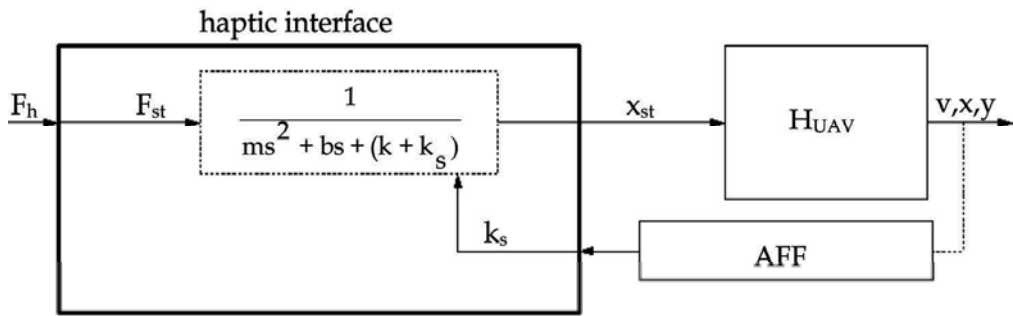 haptic interface
F_h
F_st
1
ms^2 + bs + (k + k_s)
x_st
H_UAV
v,x,y
k_s
AFF